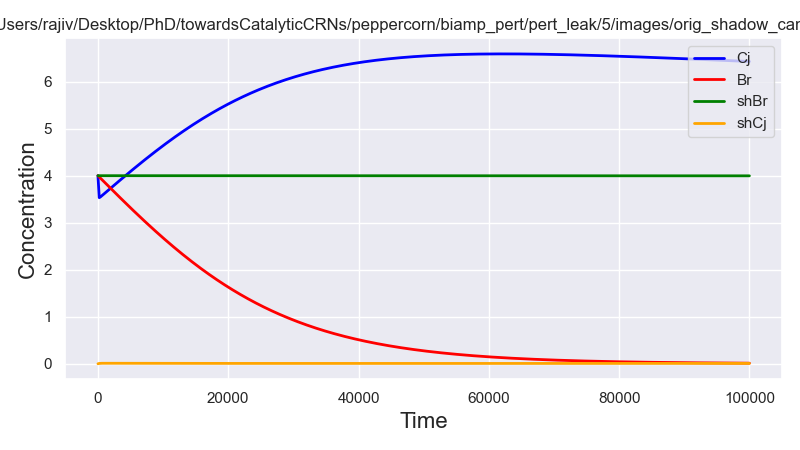 Users/rajiv/Desktop/PhD/towardsCatalyticCRNs/peppercorn/biamp_pert/pert_leak/5/images/orig_shadow_car
Cj
Br
shBr
shCj
Concentration
6
5
4
3
2
1
0
0 20000 40000 60000 80000 100000
Time